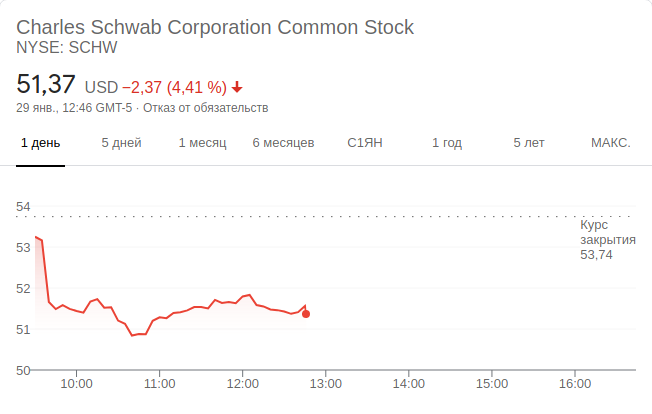 Charles Schwab Corporation Common Stock
NYSE: SCHW
51,37 USD −2,37 (4,41 %)
29 янв., 12:46 GMT-5 · Отказ от обязательств
1 день 5 дней 1 месяц 6 месяцев С1ЯН 1 год 5 лет МАКС.
54
Курс
закрытия
53,74
53
52
51
50
10:00 11:00 12:00 13:00 14:00 15:00 16:00